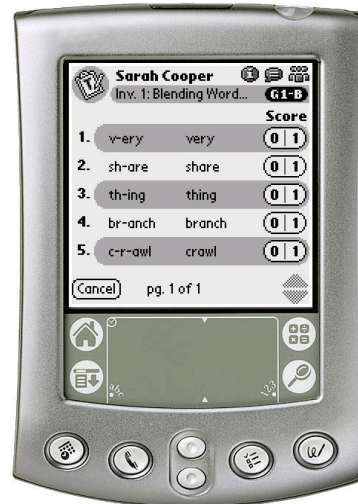 Sarah Cooper
Inv. 1: Blending Word... G1-B
Score
1. v-ery very 0 | 1
2. sh-are share 0 | 1
3. th-ing thing 0 | 1
4. br-anch branch 0 | 1
5. c-r-awl crawl 0 | 1
Cancel pg. 1 of 1
abc 123